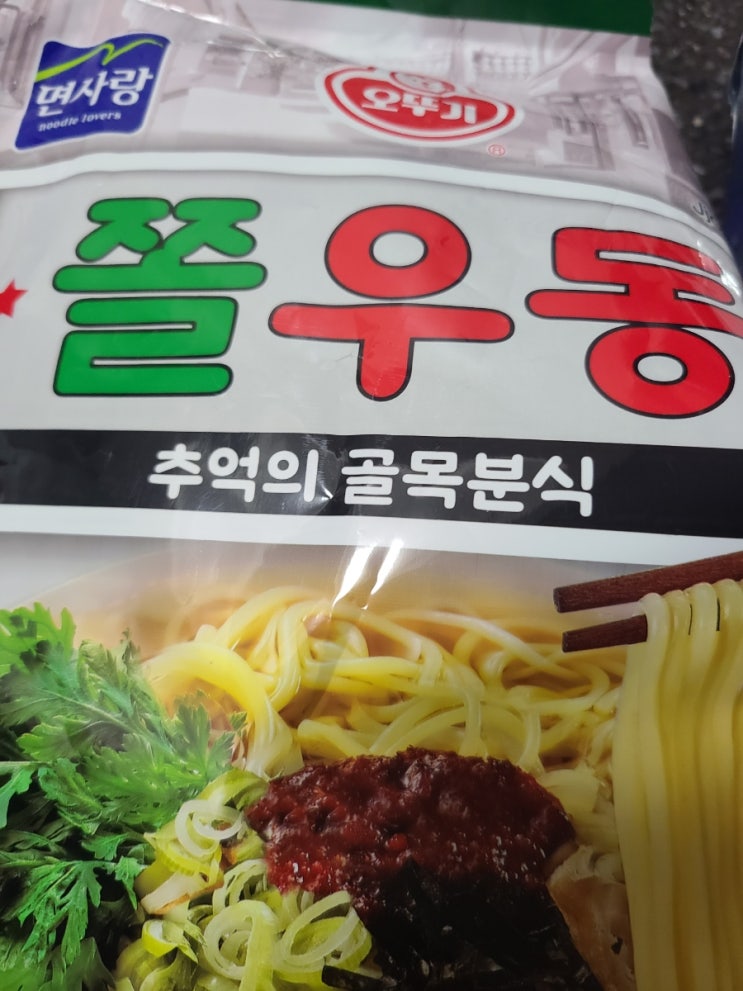 면사랑
noodle lovers
오뚜기
쫄우동
추억의 골목분식